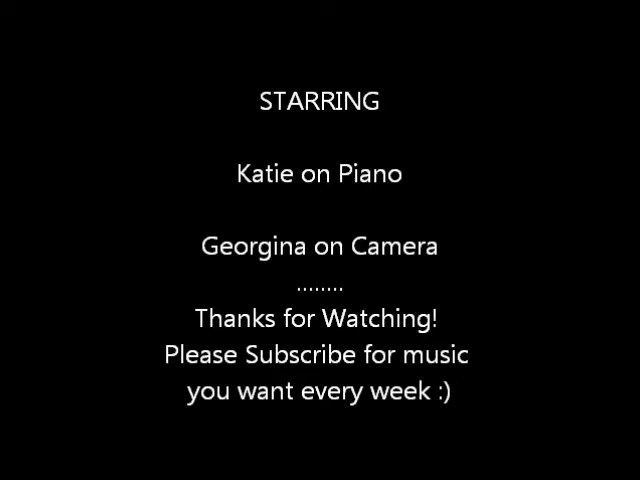 STARRING
Katie on Piano
Georgina on Camera
........
Thanks for Watching!
Please Subscribe for music
you want every week :)